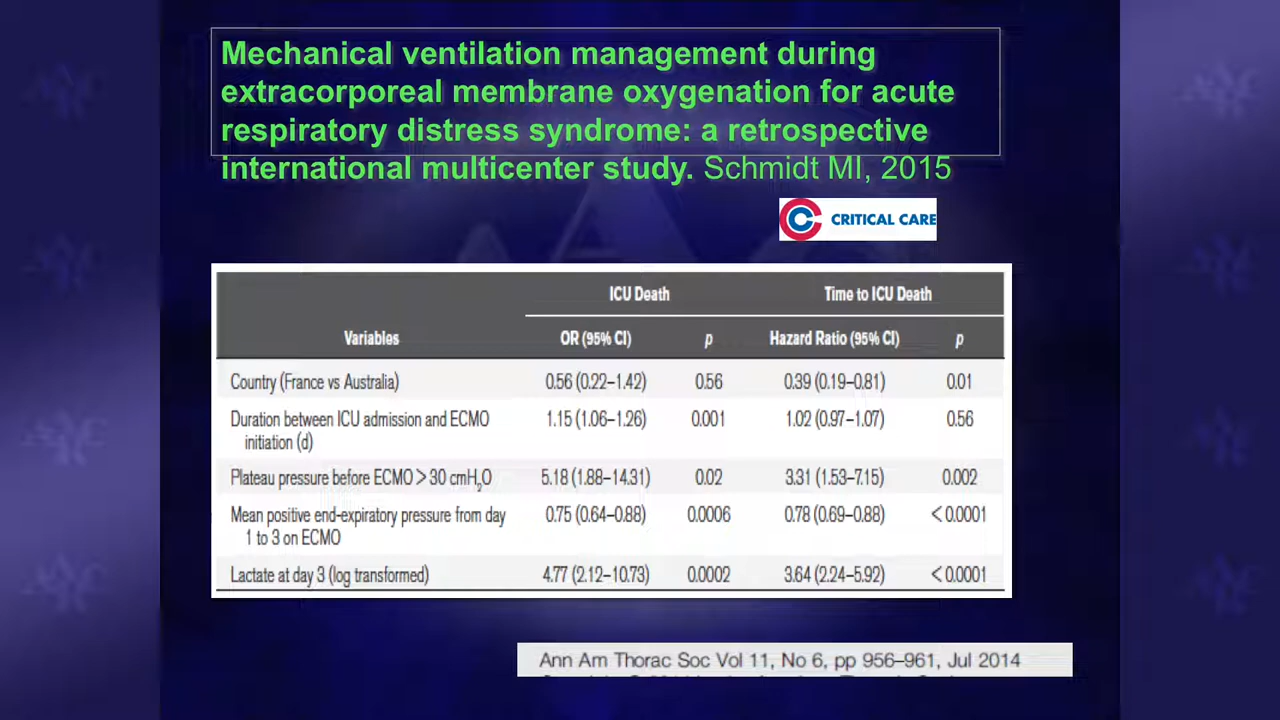 Mechanical ventilation management during
extracorporeal membrane oxygenation for acute
respiratory distress syndrome: a retrospective
international multicenter study. Schmidt MI, 2015
CRITICAL CARE
ICU Death Time to ICU Death
Variables OR (95% CI) p Hazard Ratio (95% CI) p
Country (France vs Australia) 0.56 (0.22–1.42) 0.56 0.39 (0.19–0.81) 0.01
Duration between ICU admission and ECMO 1.15 (1.06–1.26) 0.001 1.02 (0.97–1.07) 0.56
initiation (d)
Plateau pressure before ECMO > 30 cmH₂O 5.18 (1.88–14.31) 0.02 3.31 (1.53–7.15) 0.002
Mean positive end-expiratory pressure from day 0.75 (0.64–0.88) 0.0006 0.78 (0.69–0.88) < 0.0001
1 to 3 on ECMO
Lactate at day 3 (log transformed) 4.77 (2.12–10.73) 0.0002 3.64 (2.24–5.92) < 0.0001
Ann Am Thorac Soc Vol 11, No 6, pp 956–961, Jul 2014